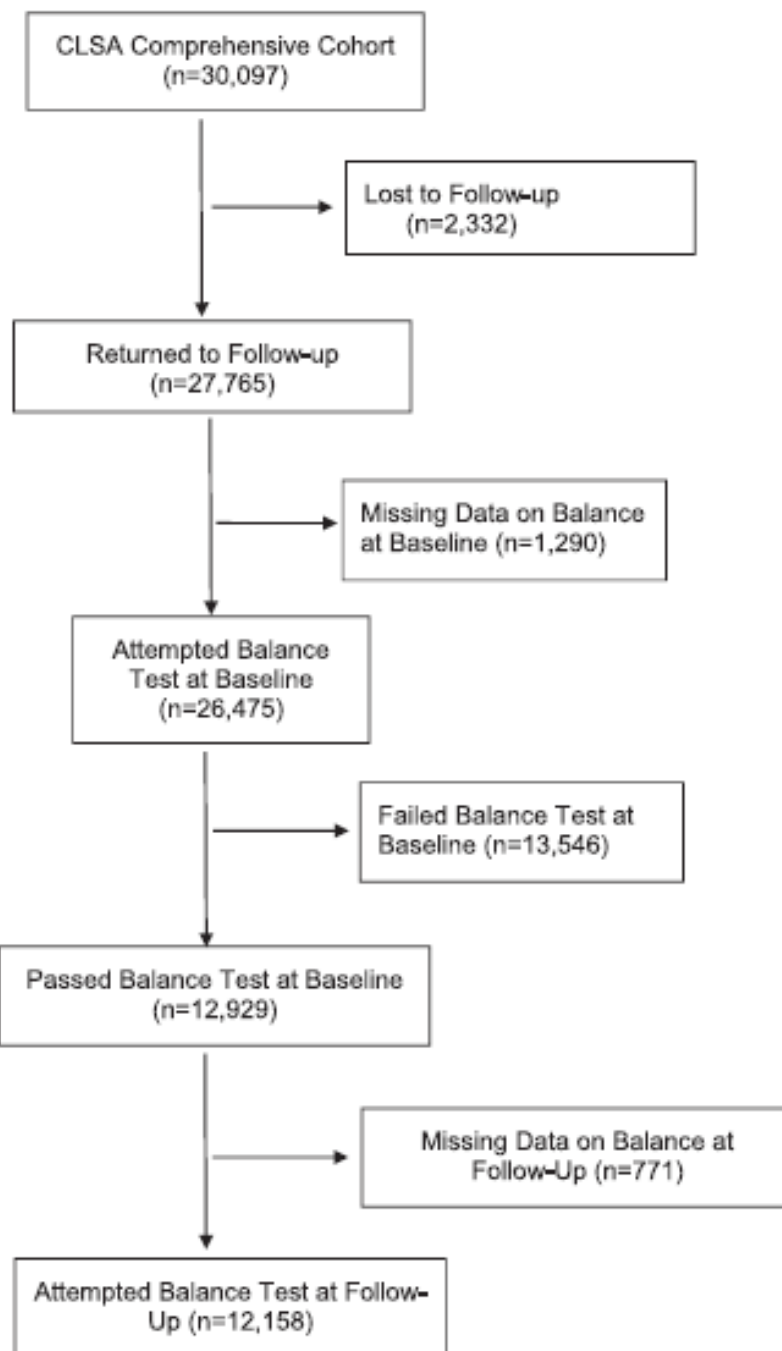 CLSA Comprehensive Cohort
(n=30,097)
Lost to Follow-up
(n=2,332)
Returned to Follow-up
(n=27,765)
Missing Data on Balance
at Baseline (n=1,290)
Attempted Balance
Test at Baseline
(n=26,475)
Failed Balance Test at
Baseline (n=13,546)
Passed Balance Test at Baseline
(n=12,929)
Missing Data on Balance at
Follow-Up (n=771)
Attempted Balance Test at Follow-
Up (n=12,158)